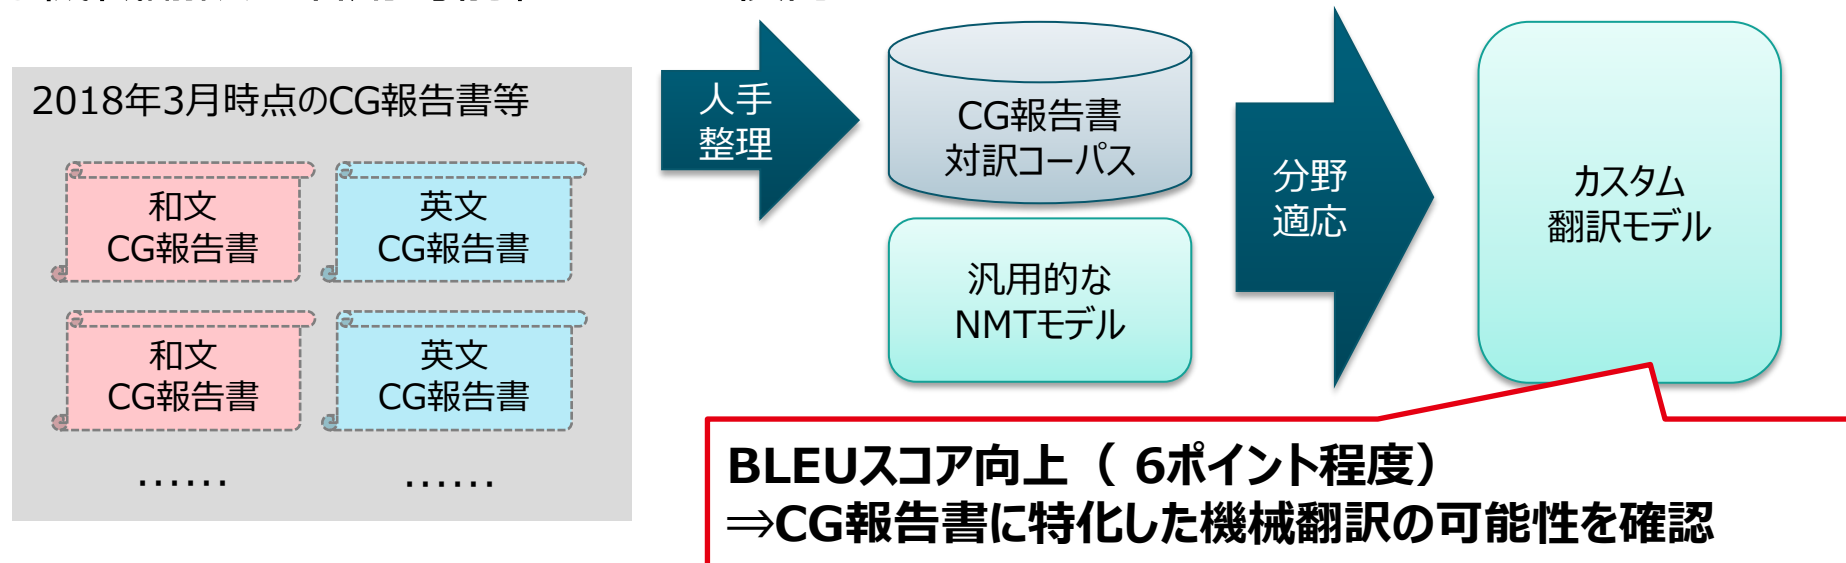 2018年3月時点のCG報告書等
和文
CG報告書
英文
CG報告書
和文
CG報告書
英文
CG報告書
……
……
人手
整理
CG報告書
対訳コーパス
汎用的な
NMTモデル
分野
適応
カスタム
翻訳モデル
BLEUスコア向上（ 6ポイント程度）
⇒CG報告書に特化した機械翻訳の可能性を確認